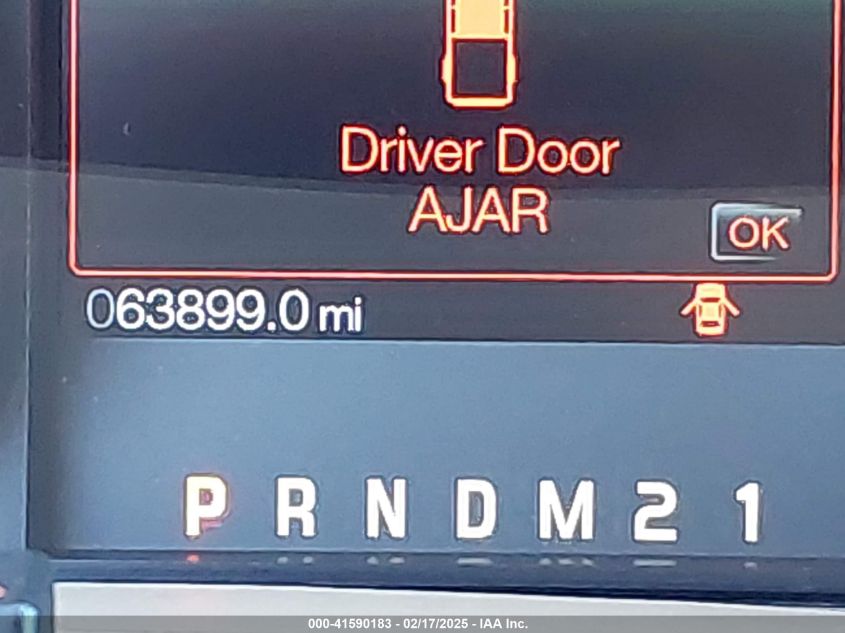 Driver Door
AJAR
OK
063899.0 mi
P R N D M 2 1
000-41590183 - 02/17/2025 - IAA Inc.